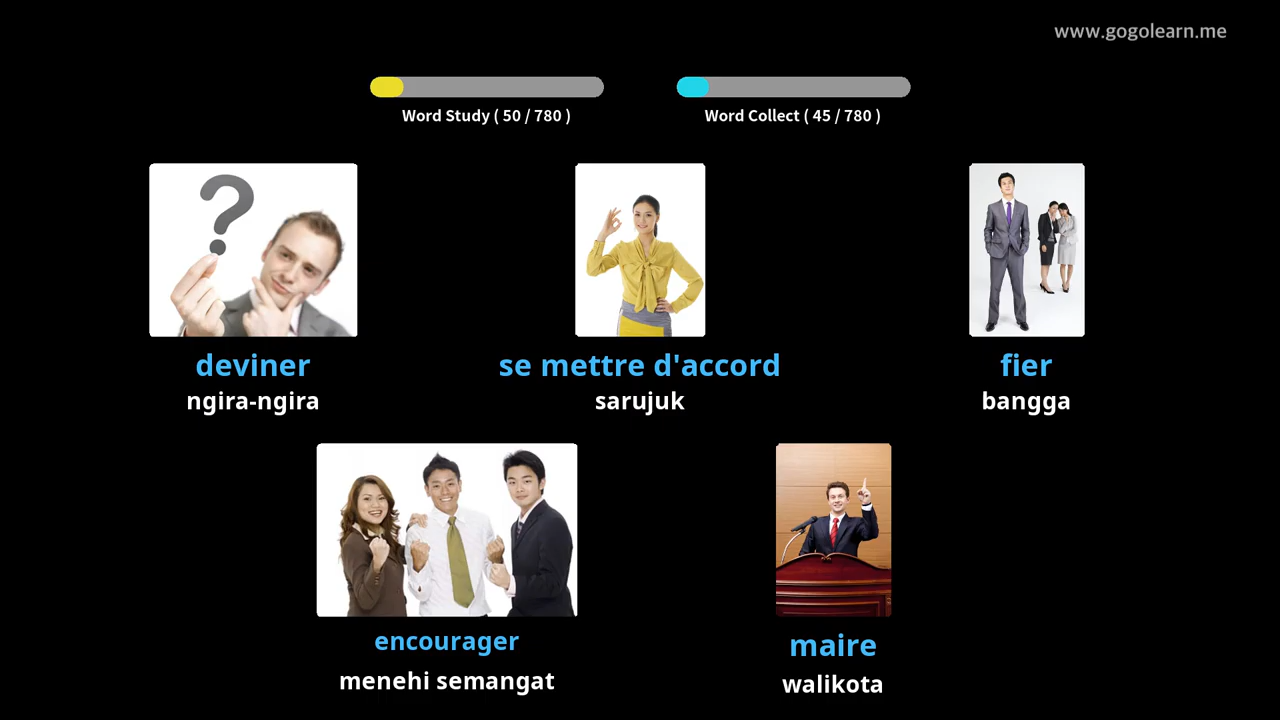 www.gogolearn.me
Word Study ( 50 / 780 )
Word Collect ( 45 / 780 )
?
deviner
ngira-ngira
se mettre d'accord
sarujuk
fier
bangga
encourager
menehi semangat
maire
walikota